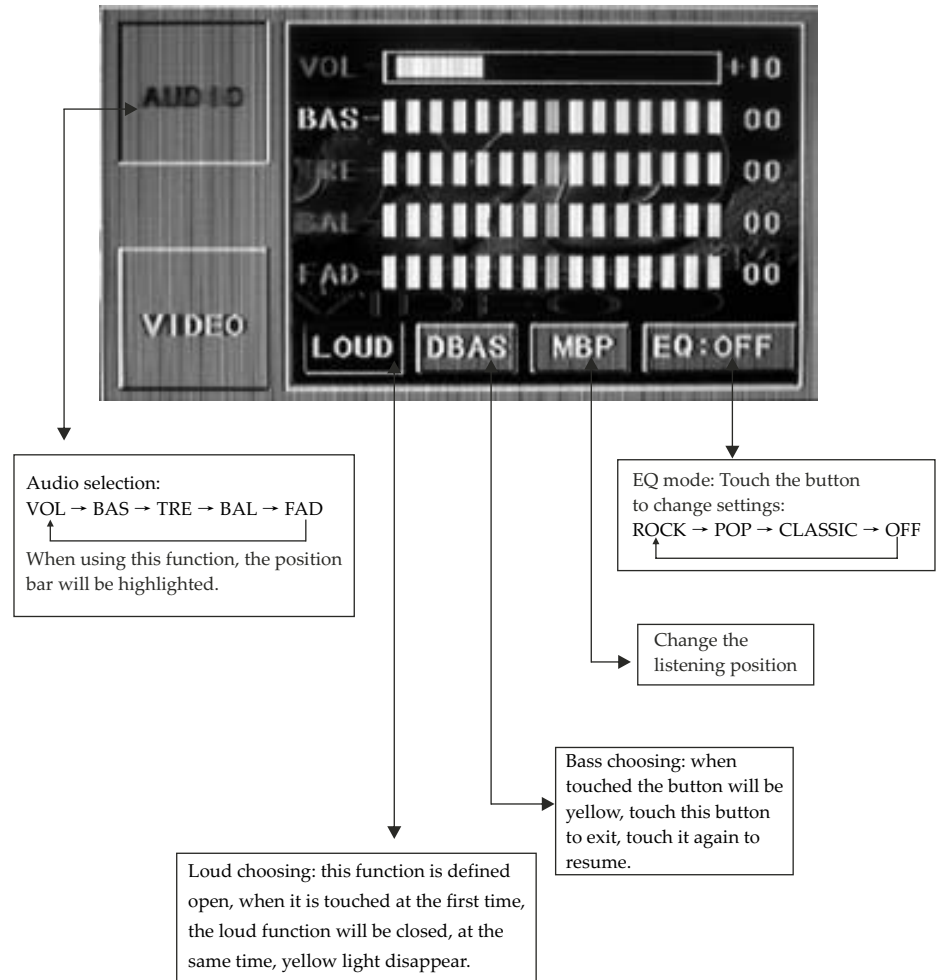 AUDIO
VOL +10
BAS 00
TRE 00
BAL 00
FAD 00
VIDEO
LOUD DBAS MBP EQ:OFF
Audio selection:
VOL → BAS → TRE → BAL → FAD
When using this function, the position
bar will be highlighted.
EQ mode: Touch the button
to change settings:
ROCK → POP → CLASSIC → OFF
Change the
listening position
Bass choosing: when
touched the button will be
yellow, touch this button
to exit, touch it again to
resume.
Loud choosing: this function is defined
open, when it is touched at the first time,
the loud function will be closed, at the
same time, yellow light disappear.